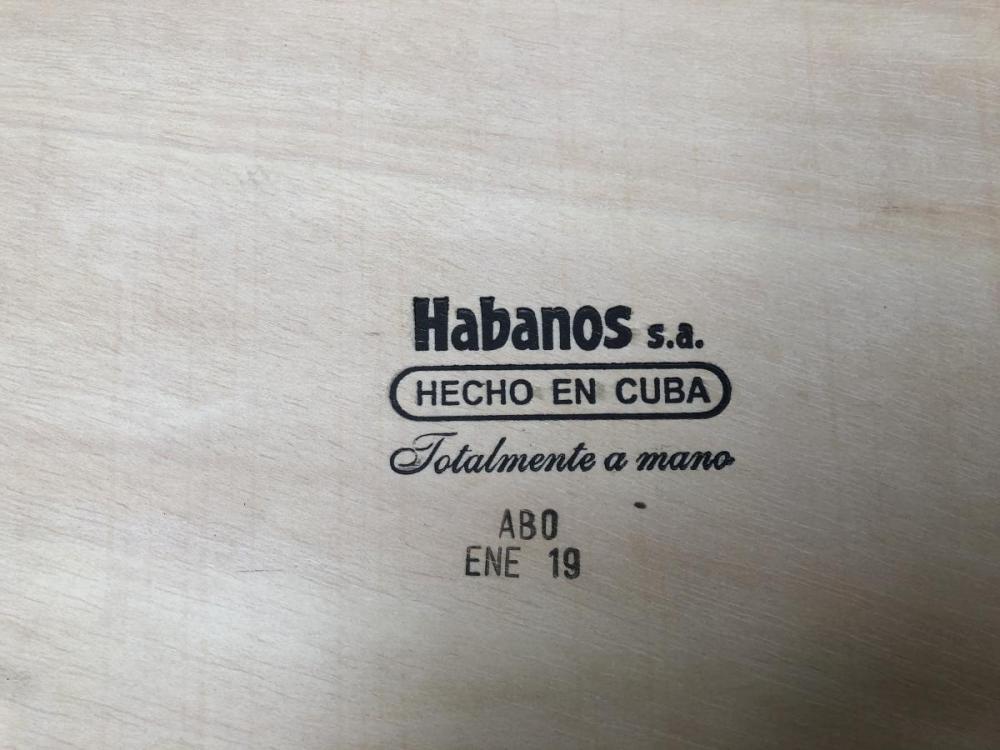 Habanos s.a.
HECHO EN CUBA
Totalmente a mano
ABO
ENE 19